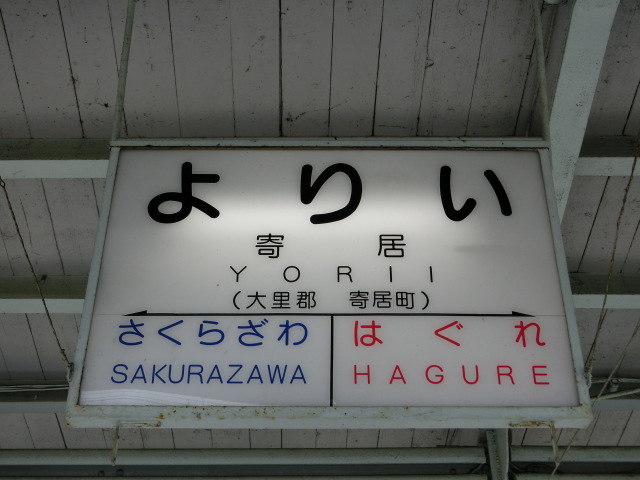 よりい
寄居
YORII
(大里郡 寄居町)
さくらざわ はぐれ
SAKURAZAWA HAGURE